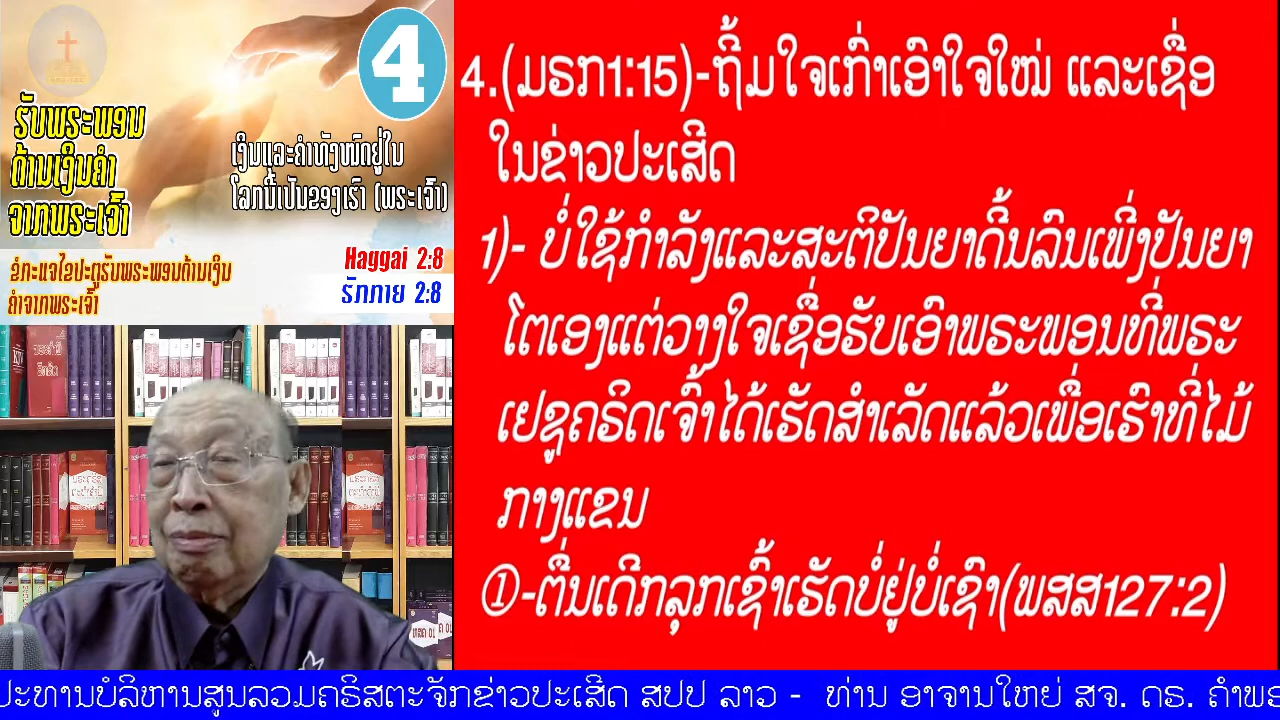 4
ຮັບພຣະພອນ
ດ້ານເງິນຄຳ
ຈາກພຣະເຈົ້າ
ເງິນແລະຄຳທັງໝົດຢູ່ໃນ
ໂລກນີ້ເປັນຂອງເຮົາ (ພຣະເຈົ້າ)
Haggai 2:8
ຮັກກາຍ 2:8
ຂໍກະແຈໄຂປະຕູຮັບພຣະພອນດ້ານເງິນ
ຄຳຈາກພຣະເຈົ້າ
4.(ມຣກ1:15)-ຖິ້ມໃຈເກົ່າເອົາໃຈໃໝ່ ແລະເຊື່ອ
ໃນຂ່າວປະເສີດ
1)- ບໍ່ໃຊ້ກຳລັງແລະສະຕິປັນຍາດີ້ນລົນເພິ່ງປັນຍາ
ໂຕເອງແຕ່ວາງໃຈເຊື່ອຮັບເອົາພຣະພອນທີ່ພຣະ
ເຢຊູຄຣິດເຈົ້າໄດ້ເຮັດສຳເລັດແລ້ວເພື່ອເຮົາທີ່ໄມ້
ກາງແຂນ
①-ຕື່ນເດິກລຸກເຊົ້າເຮັດບໍ່ຢູ່ບໍ່ເຊົາ(ພສສ127:2)
ປະທານບໍລິຫານສູນລວມຄຣິສຕະຈັກຂ່າວປະເສີດ ສປປ ລາວ - ທ່ານ ອາຈານໃຫຍ່ ສຈ. ດຣ. ຄຳພອ